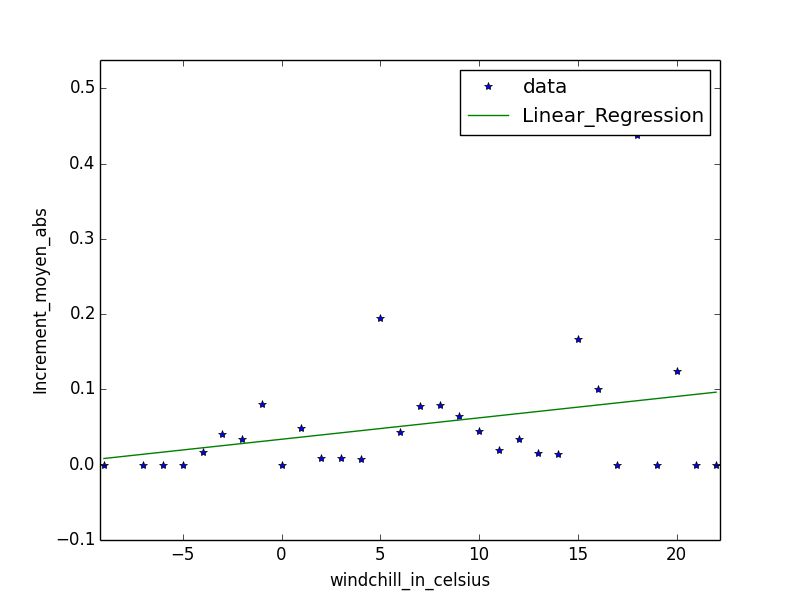 data
Linear_Regression
0.5
0.4
0.3
0.2
0.1
0.0
−0.1
Increment_moyen_abs
−5 0 5 10 15 20
windchill_in_celsius